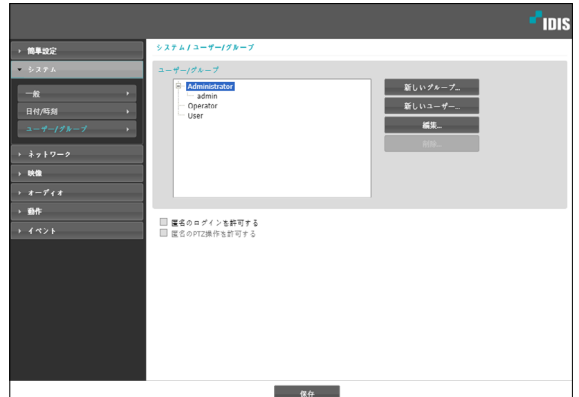 IDIS
簡単設定
システム
一般
日付/時刻
ユーザー/グループ
ネットワーク
映像
オーディオ
動作
イベント
システム / ユーザー/グループ
ユーザー/グループ
Administrator
admin
Operator
User
新しいグループ...
新しいユーザー...
編集...
削除...
匿名のログインを許可する
匿名のPTZ操作を許可する
保存